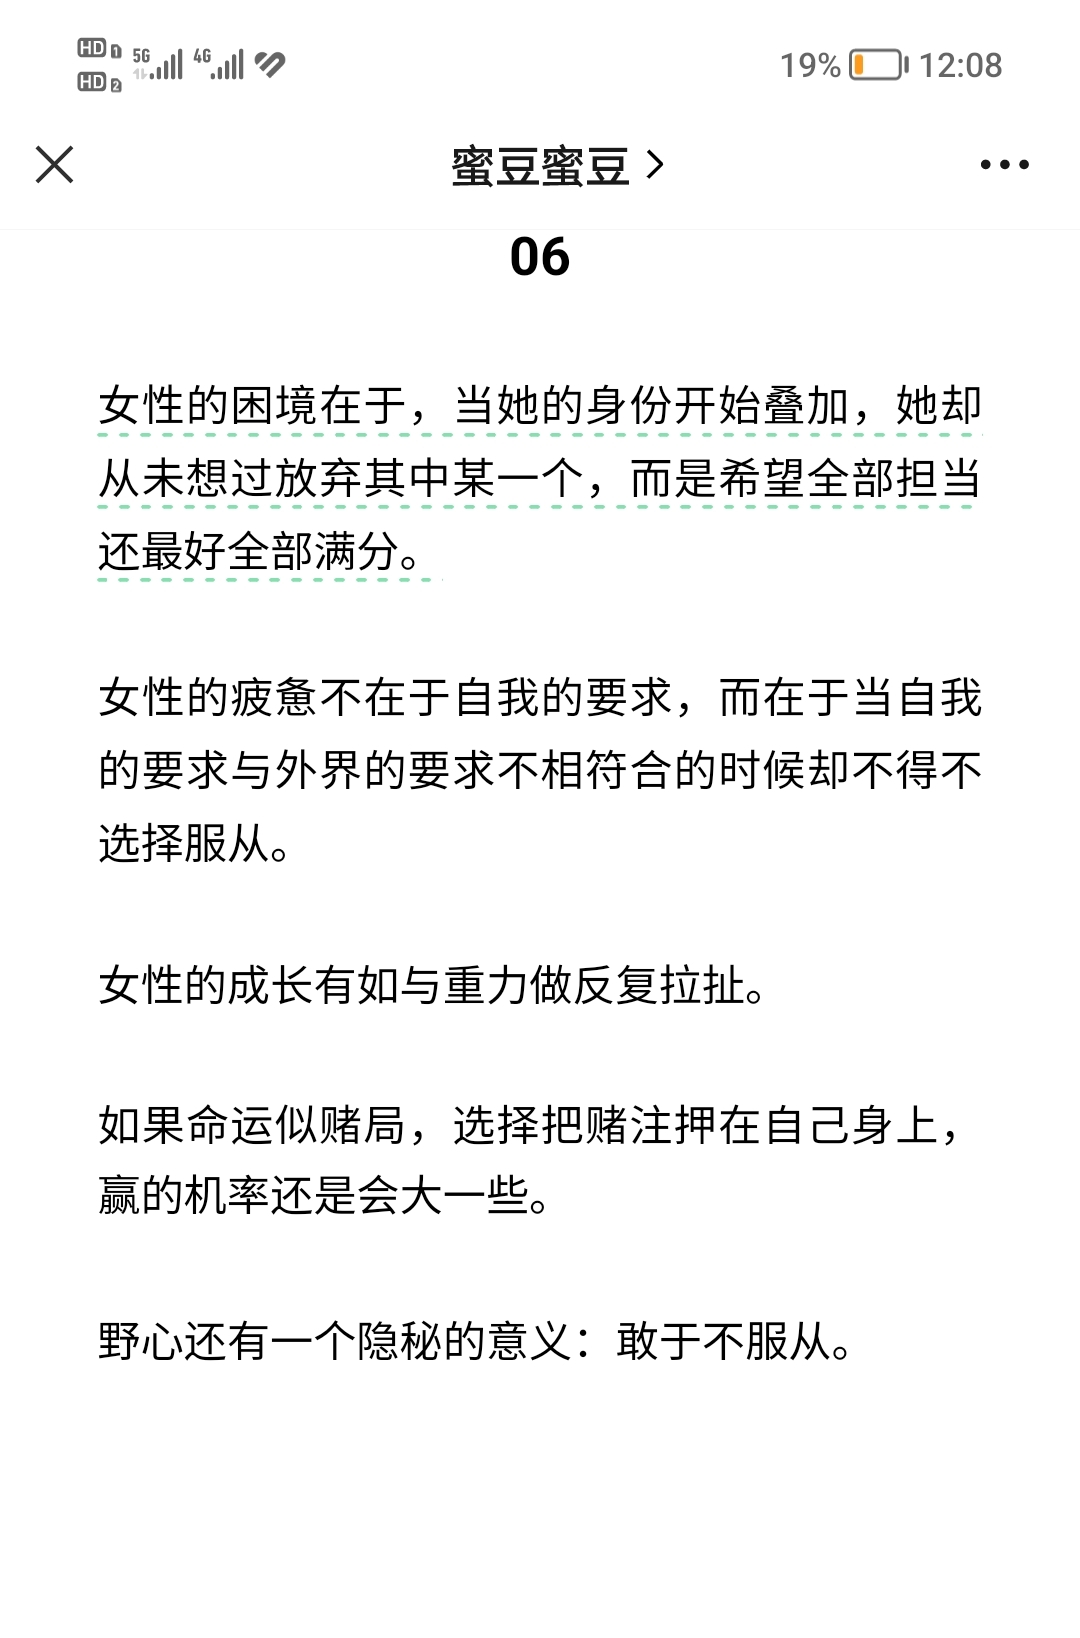 HD 1 5G 4G 19% 12:08
HD 2
蜜豆蜜豆
06
女性的困境在于，当她的身份开始叠加，她却
从未想过放弃其中某一个，而是希望全部担当
还最好全部满分。
女性的疲惫不在于自我的要求，而在于当自我
的要求与外界的要求不相符合的时候却不得不
选择服从。
女性的成长有如与重力做反复拉扯。
如果命运似赌局，选择把赌注押在自己身上，
赢的机率还是会大一些。
野心还有一个隐秘的意义：敢于不服从。